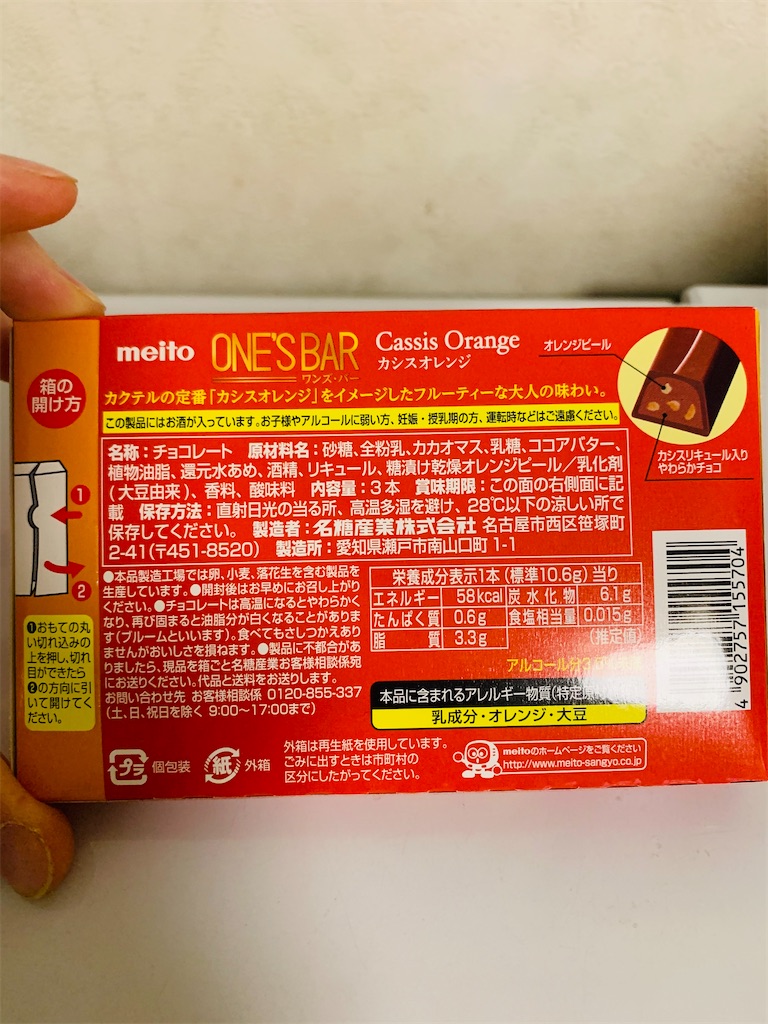 meito ONE'S BAR Cassis Orange
ワンズ・バー カシスオレンジ
オレンジピール
箱の
開け方
カクテルの定番「カシスオレンジ」をイメージしたフルーティーな大人の味わい。
この製品にはお酒が入っています。お子様やアルコールに弱い方、妊娠・授乳期の方、運転時などはご遠慮ください。
カシスリキュール入り
やわらかチョコ
名称:チョコレート 原材料名:砂糖、全粉乳、カカオマス、乳糖、ココアバター、
植物油脂、還元水あめ、酒精、リキュール、糖漬け乾燥オレンジピール/乳化剤
(大豆由来)、香料、酸味料 内容量:3本 賞味期限:この面の右側面に記
載 保存方法:直射日光の当る所、高温多湿を避け、28℃以下の涼しい所で
保存してください。 製造者:名糖産業株式会社 名古屋市西区笹塚町
2-41(〒451-8520) 製造所:愛知県瀬戸市南山口町1-1
1
2
❶おもての丸
い切れ込みの
上を押し、切れ
目ができたら
❷の方向に引
いて開けてく
ださい。
●本品製造工場では卵、小麦、落花生を含む製品を
生産しています。●開封後はお早めにお召し上がり
ください。●チョコレートは高温になるとやわらかく
なり、再び固まると油脂分が白くなることがありま
す(ブルームといいます)。食べてもさしつかえあり
ませんがおいしさを損ねます。●製品に不都合があ
りましたら、現品を箱ごと名糖産業お客様相談係宛
にお送りください。代品と送料をお送りします。
お問い合わせ先 お客様相談係 0120-855-337
(土、日、祝日を除く 9:00〜17:00まで)
栄養成分表示1本(標準10.6g)当り
エネルギー 58kcal 炭水化物 6.1g
たんぱく質 0.6g 食塩相当量 0.015g
脂質 3.3g (推定値)
アルコール分3
本品に含まれるアレルギー物質(特定原
乳成分・オレンジ・大豆
4 902757 155704
プラ 個包装 紙 外箱
外箱は再生紙を使用しています。
ごみに出すときは市町村の
区分にしたがってください。
meitoのホームページをご覧ください
http://www.meito-sangyo.co.jp